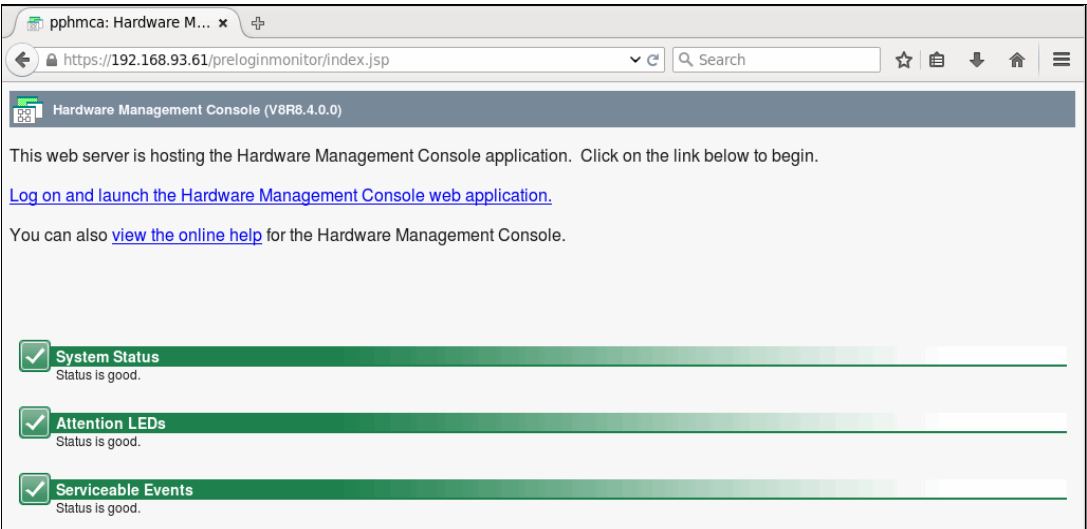 pphmca: Hardware M...
https://192.168.93.61/preloginmonitor/index.jsp
Search
Hardware Management Console (V8R8.4.0.0)
This web server is hosting the Hardware Management Console application.  Click on the link below to begin.
Log on and launch the Hardware Management Console web application.
You can also view the online help for the Hardware Management Console.
System Status
Status is good.
Attention LEDs
Status is good.
Serviceable Events
Status is good.